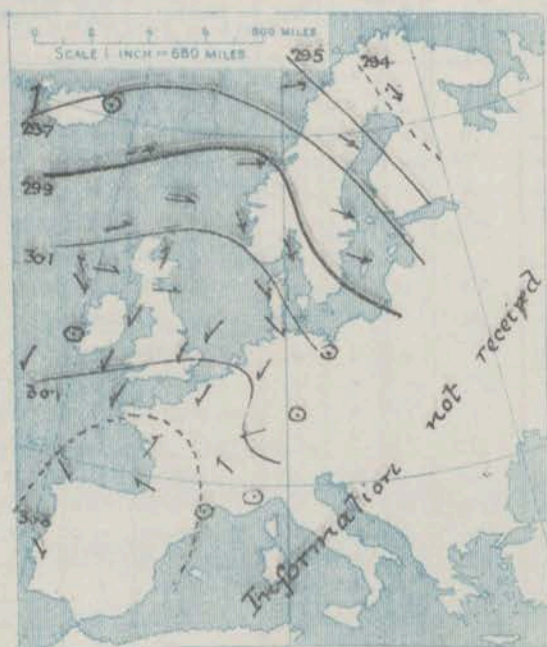 0 2 4 6 800 MILES
SCALE 1 INCH = 680 MILES
295
294
297
299
301
301
300
Information not received